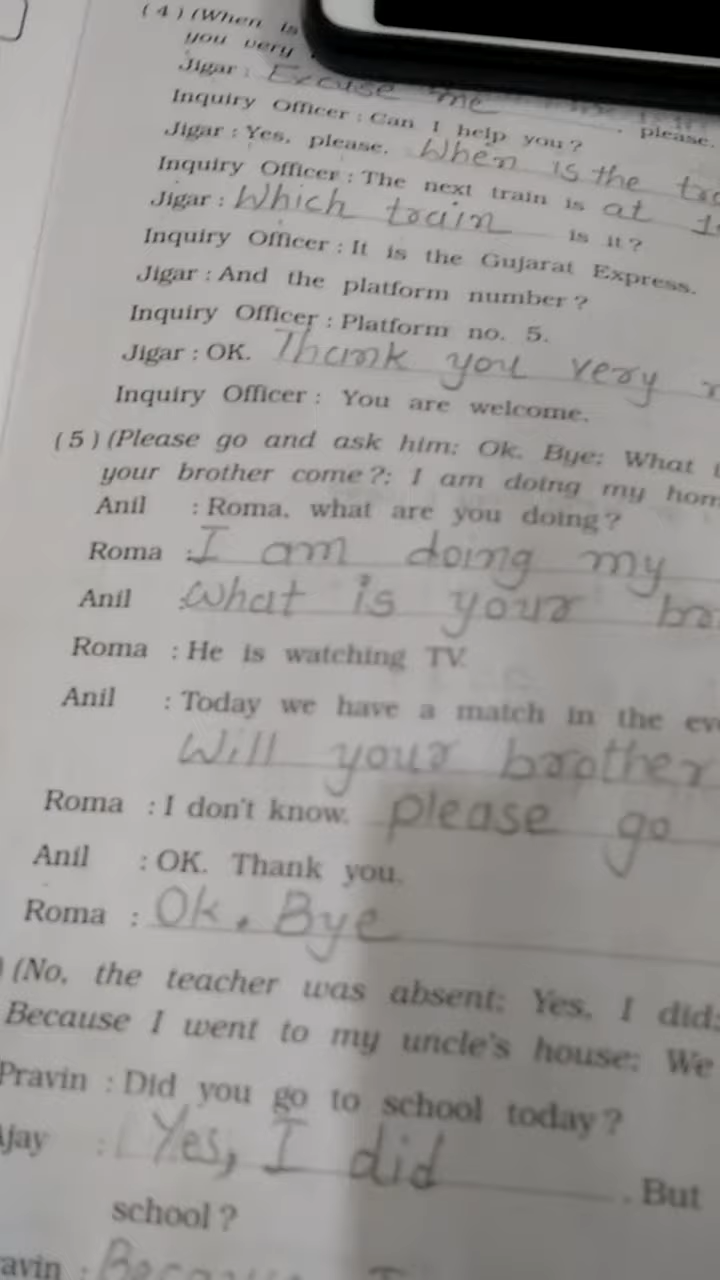 (4) (When is
you very
Jigar : Excuse me , please.
Inquiry Officer : Can I help you?
Jigar : Yes, please. When is the
Inquiry Officer : The next train is at
Jigar : Which train is it?
Inquiry Officer : It is the Gujarat Express.
Jigar : And the platform number?
Inquiry Officer : Platform no. 5.
Jigar : OK. Thank you very
Inquiry Officer : You are welcome.
(5) (Please go and ask him; Ok. Bye; What
your brother come?; I am doing my
Anil : Roma, what are you doing?
Roma : I am doing my
Anil : What is your
Roma : He is watching TV.
Anil : Today we have a match in the
Will your brother
Roma : I don't know. please go
Anil : OK. Thank you.
Roma : Ok. Bye
) (No, the teacher was absent; Yes, I did;
Because I went to my uncle's house; We
Pravin : Did you go to school today?
jay : Yes, I did . But
school?
avin :